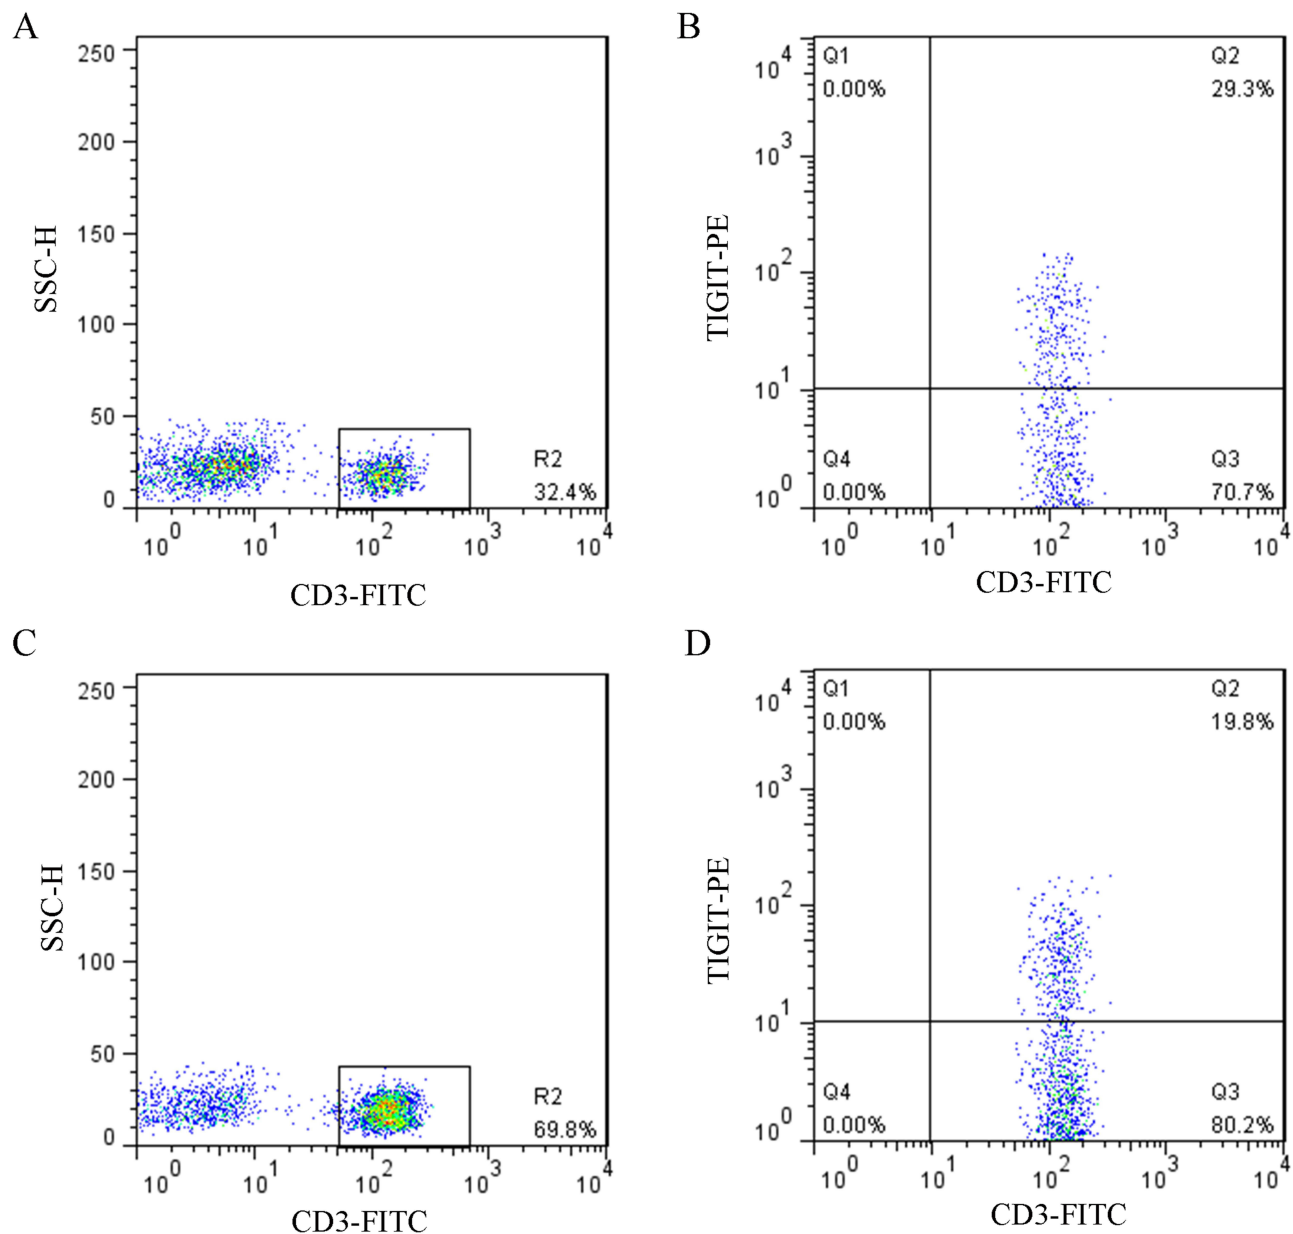 A
SSC-H
250
200
150
100
50
0
R2
32.4%
10^0 10^1 10^2 10^3 10^4
CD3-FITC
B
TIGIT-PE
10^4
10^3
10^2
10^1
10^0
Q1
0.00%
Q2
29.3%
Q4
0.00%
Q3
70.7%
10^0 10^1 10^2 10^3 10^4
CD3-FITC
C
SSC-H
250
200
150
100
50
0
R2
69.8%
10^0 10^1 10^2 10^3 10^4
CD3-FITC
D
TIGIT-PE
10^4
10^3
10^2
10^1
10^0
Q1
0.00%
Q2
19.8%
Q4
0.00%
Q3
80.2%
10^0 10^1 10^2 10^3 10^4
CD3-FITC